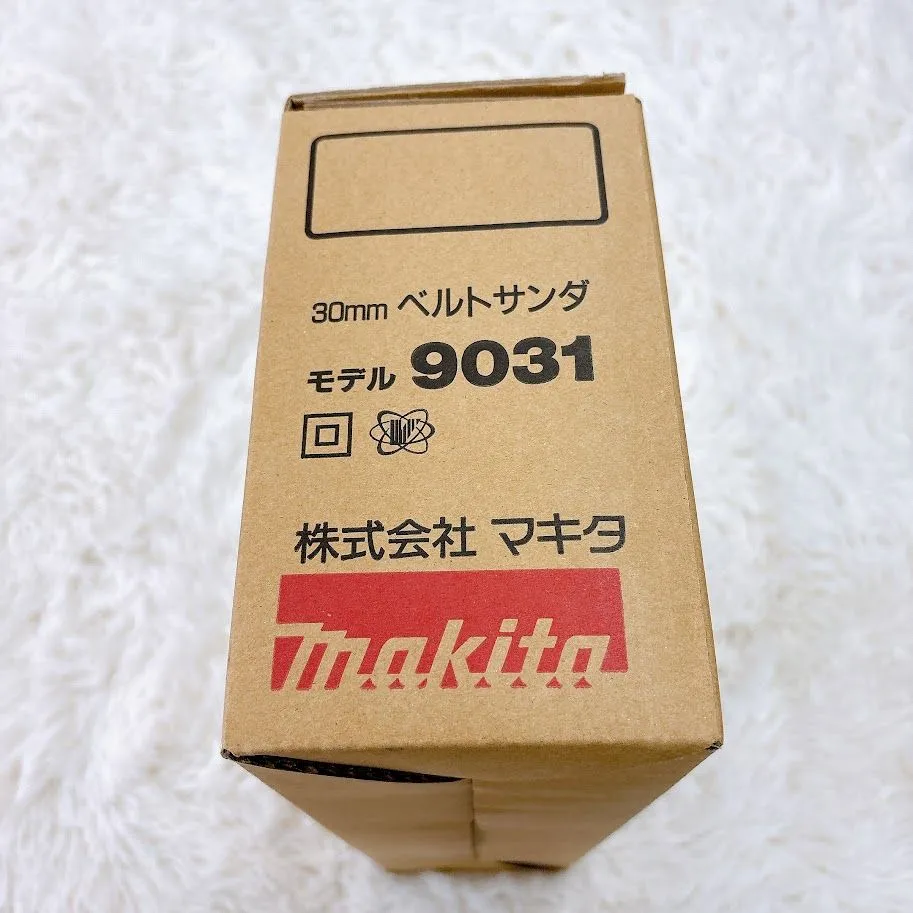 30mm ベルトサンダ
モデル 9031
株式会社 マキタ
makita